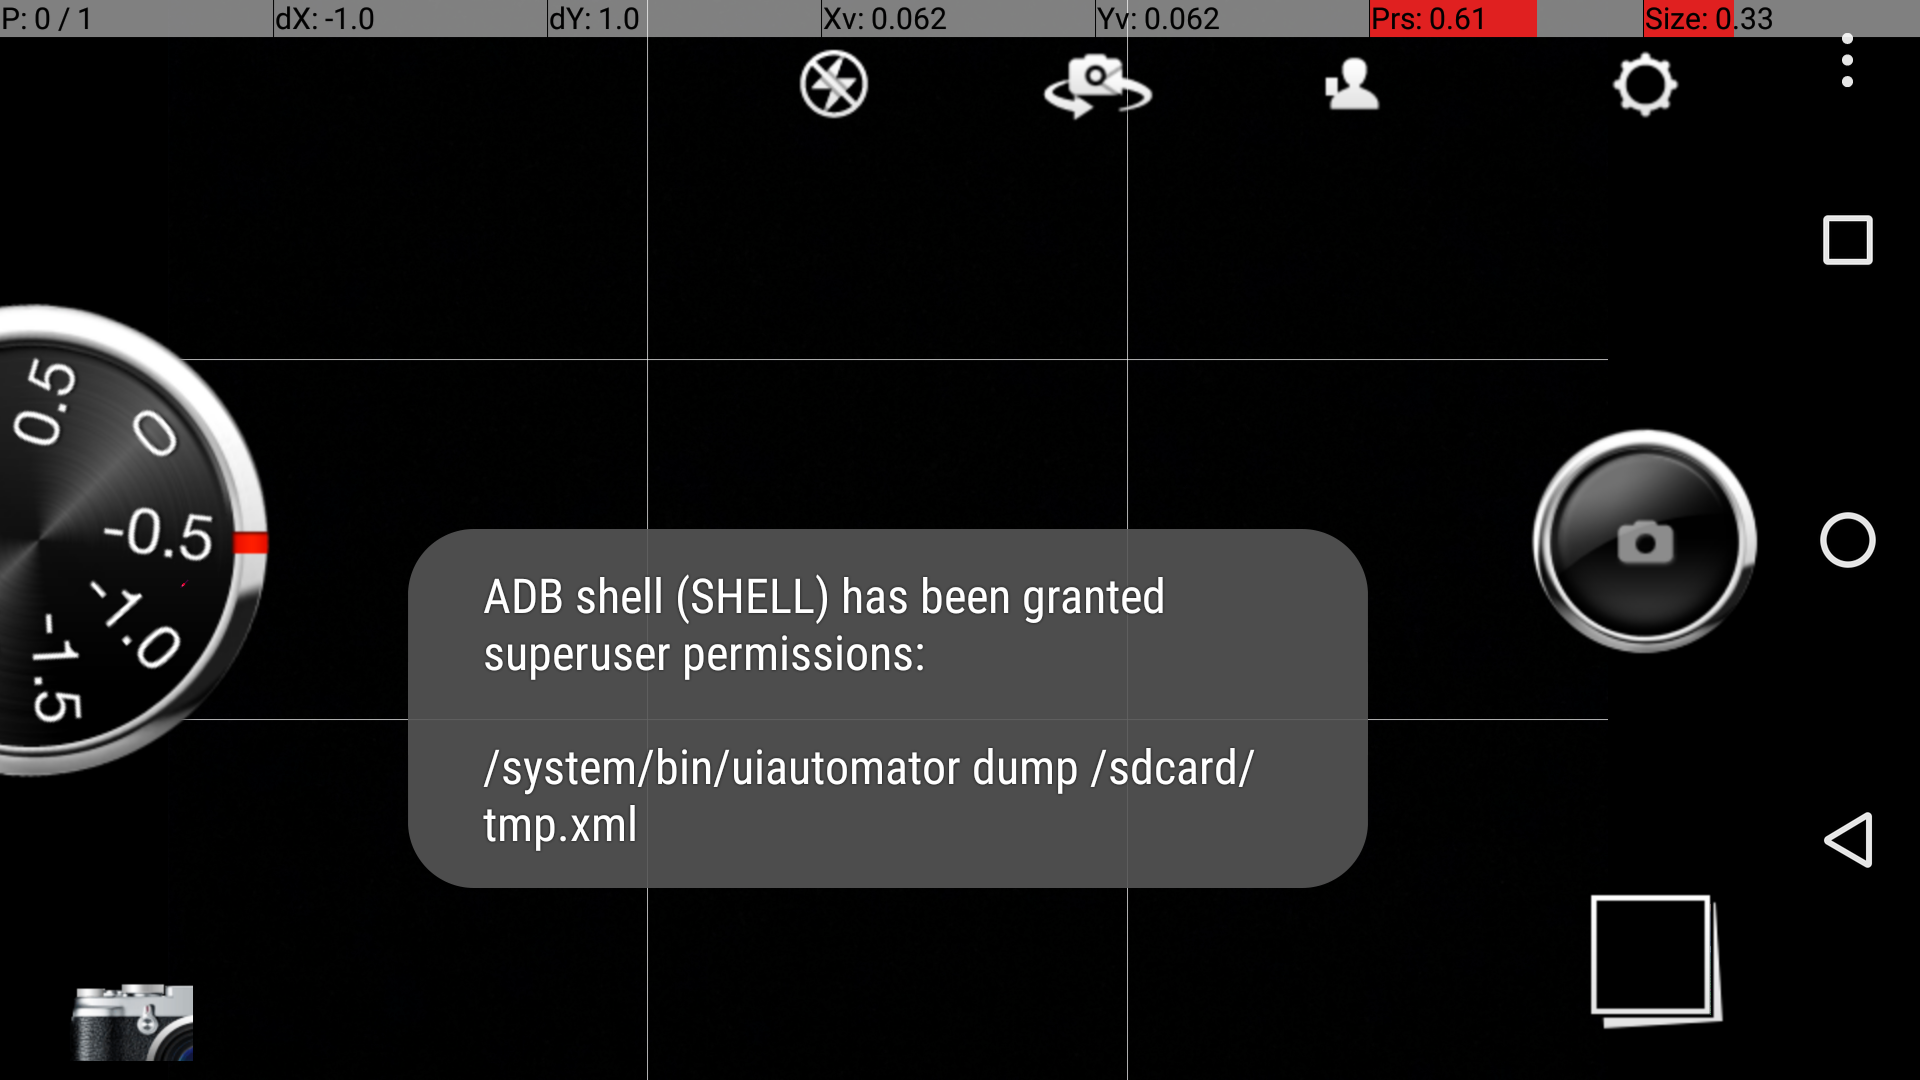 P: 0 / 1 dX: -1.0 dY: 1.0 Xv: 0.062 Yv: 0.062 Prs: 0.61 Size: 0.33
0.5
0
-0.5
-1.0
-1.5
ADB shell (SHELL) has been granted
superuser permissions:
/system/bin/uiautomator dump /sdcard/
tmp.xml